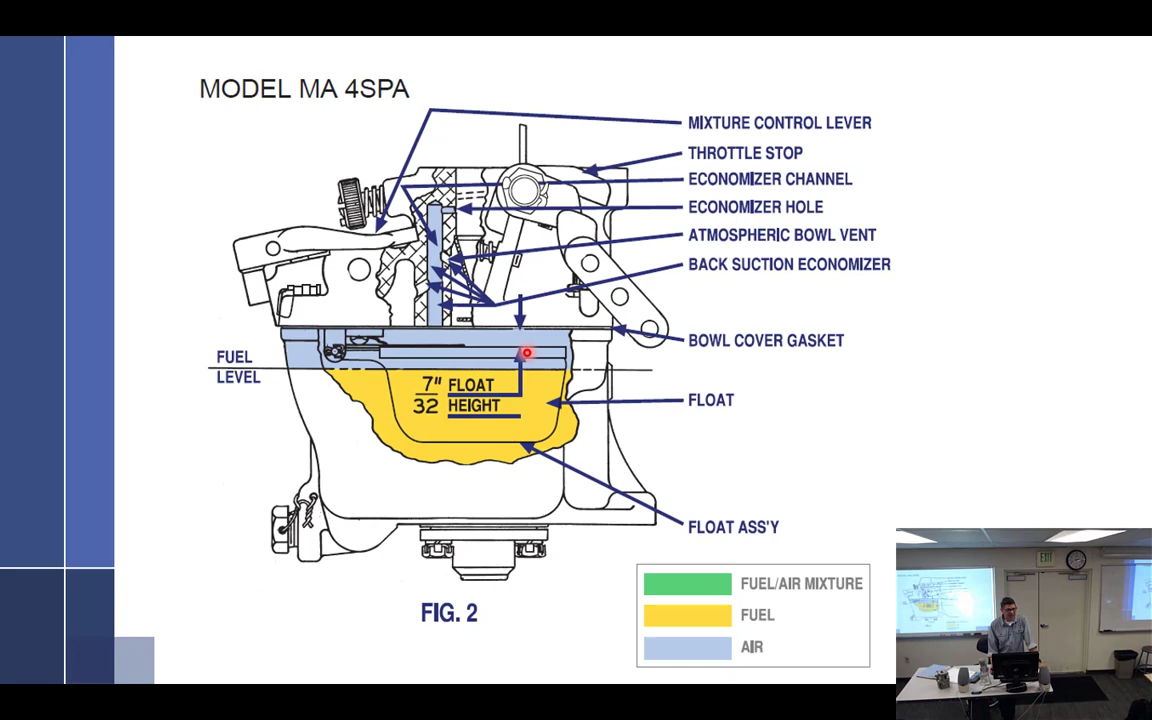 MODEL MA 4SPA
MIXTURE CONTROL LEVER
THROTTLE STOP
ECONOMIZER CHANNEL
ECONOMIZER HOLE
ATMOSPHERIC BOWL VENT
BACK SUCTION ECONOMIZER
BOWL COVER GASKET
FUEL
LEVEL
7" FLOAT
32 HEIGHT
FLOAT
FLOAT ASS'Y
FIG. 2
FUEL/AIR MIXTURE
FUEL
AIR
EXIT